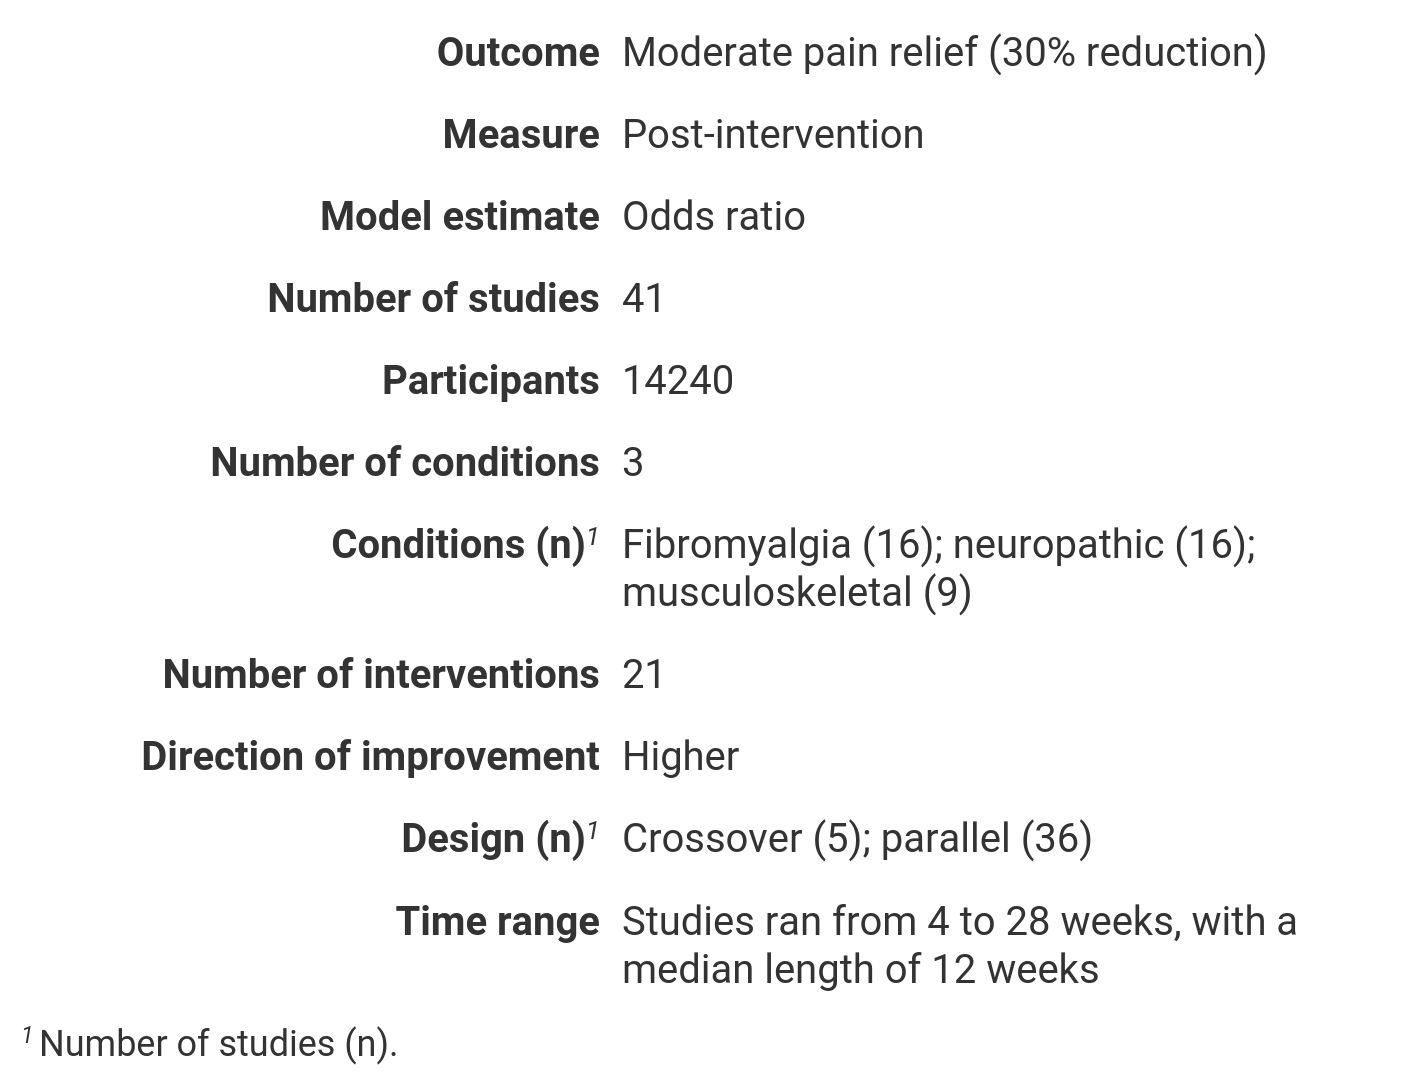 Outcome Moderate pain relief (30% reduction)
Measure Post-intervention
Model estimate Odds ratio
Number of studies 41
Participants 14240
Number of conditions 3
Conditions (n)1 Fibromyalgia (16); neuropathic (16);
musculoskeletal (9)
Number of interventions 21
Direction of improvement Higher
Design (n)1 Crossover (5); parallel (36)
Time range Studies ran from 4 to 28 weeks, with a
median length of 12 weeks
1 Number of studies (n).